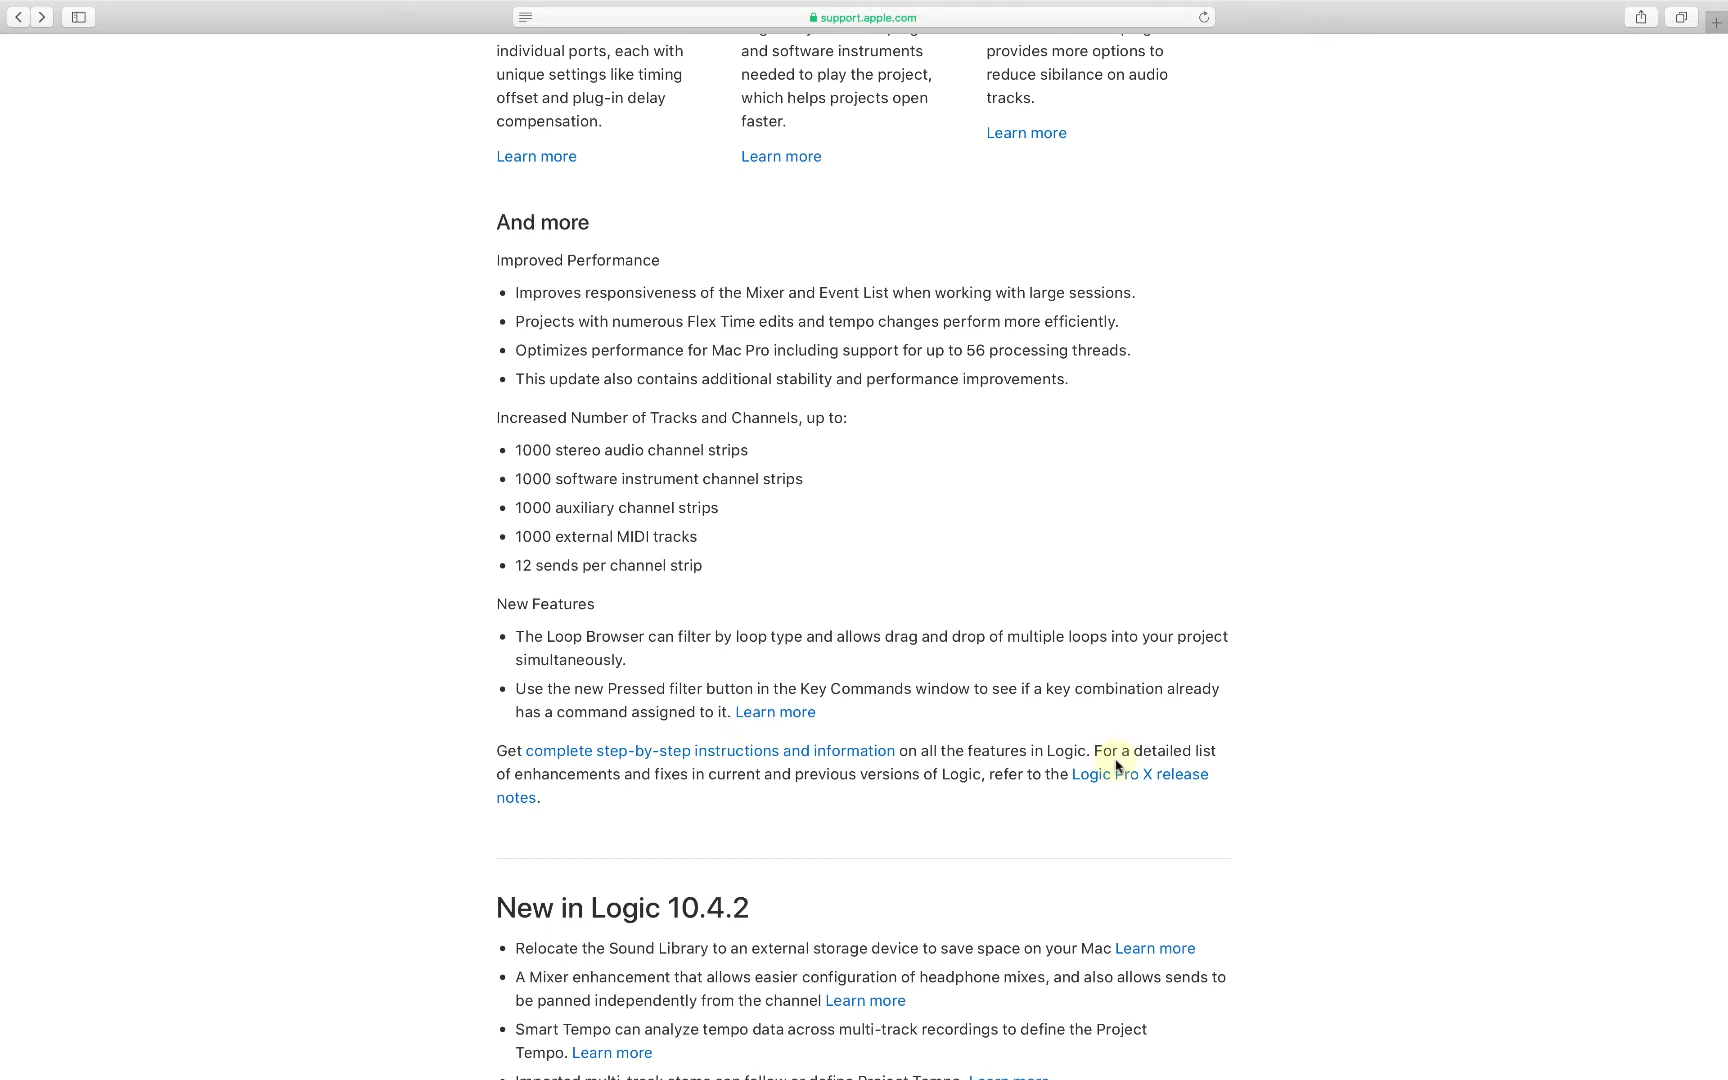 support.apple.com
individual ports, each with
unique settings like timing
offset and plug-in delay
compensation.
Learn more
and software instruments
needed to play the project,
which helps projects open
faster.
Learn more
provides more options to
reduce sibilance on audio
tracks.
Learn more
And more
Improved Performance
• Improves responsiveness of the Mixer and Event List when working with large sessions.
• Projects with numerous Flex Time edits and tempo changes perform more efficiently.
• Optimizes performance for Mac Pro including support for up to 56 processing threads.
• This update also contains additional stability and performance improvements.
Increased Number of Tracks and Channels, up to:
• 1000 stereo audio channel strips
• 1000 software instrument channel strips
• 1000 auxiliary channel strips
• 1000 external MIDI tracks
• 12 sends per channel strip
New Features
• The Loop Browser can filter by loop type and allows drag and drop of multiple loops into your project
simultaneously.
• Use the new Pressed filter button in the Key Commands window to see if a key combination already
has a command assigned to it. Learn more
Get complete step-by-step instructions and information on all the features in Logic. For a detailed list
of enhancements and fixes in current and previous versions of Logic, refer to the Logic Pro X release
notes.
New in Logic 10.4.2
• Relocate the Sound Library to an external storage device to save space on your Mac Learn more
• A Mixer enhancement that allows easier configuration of headphone mixes, and also allows sends to
be panned independently from the channel Learn more
• Smart Tempo can analyze tempo data across multi-track recordings to define the Project
Tempo. Learn more
• Imported multi-track stems can follow or define Project Tempo. Learn more